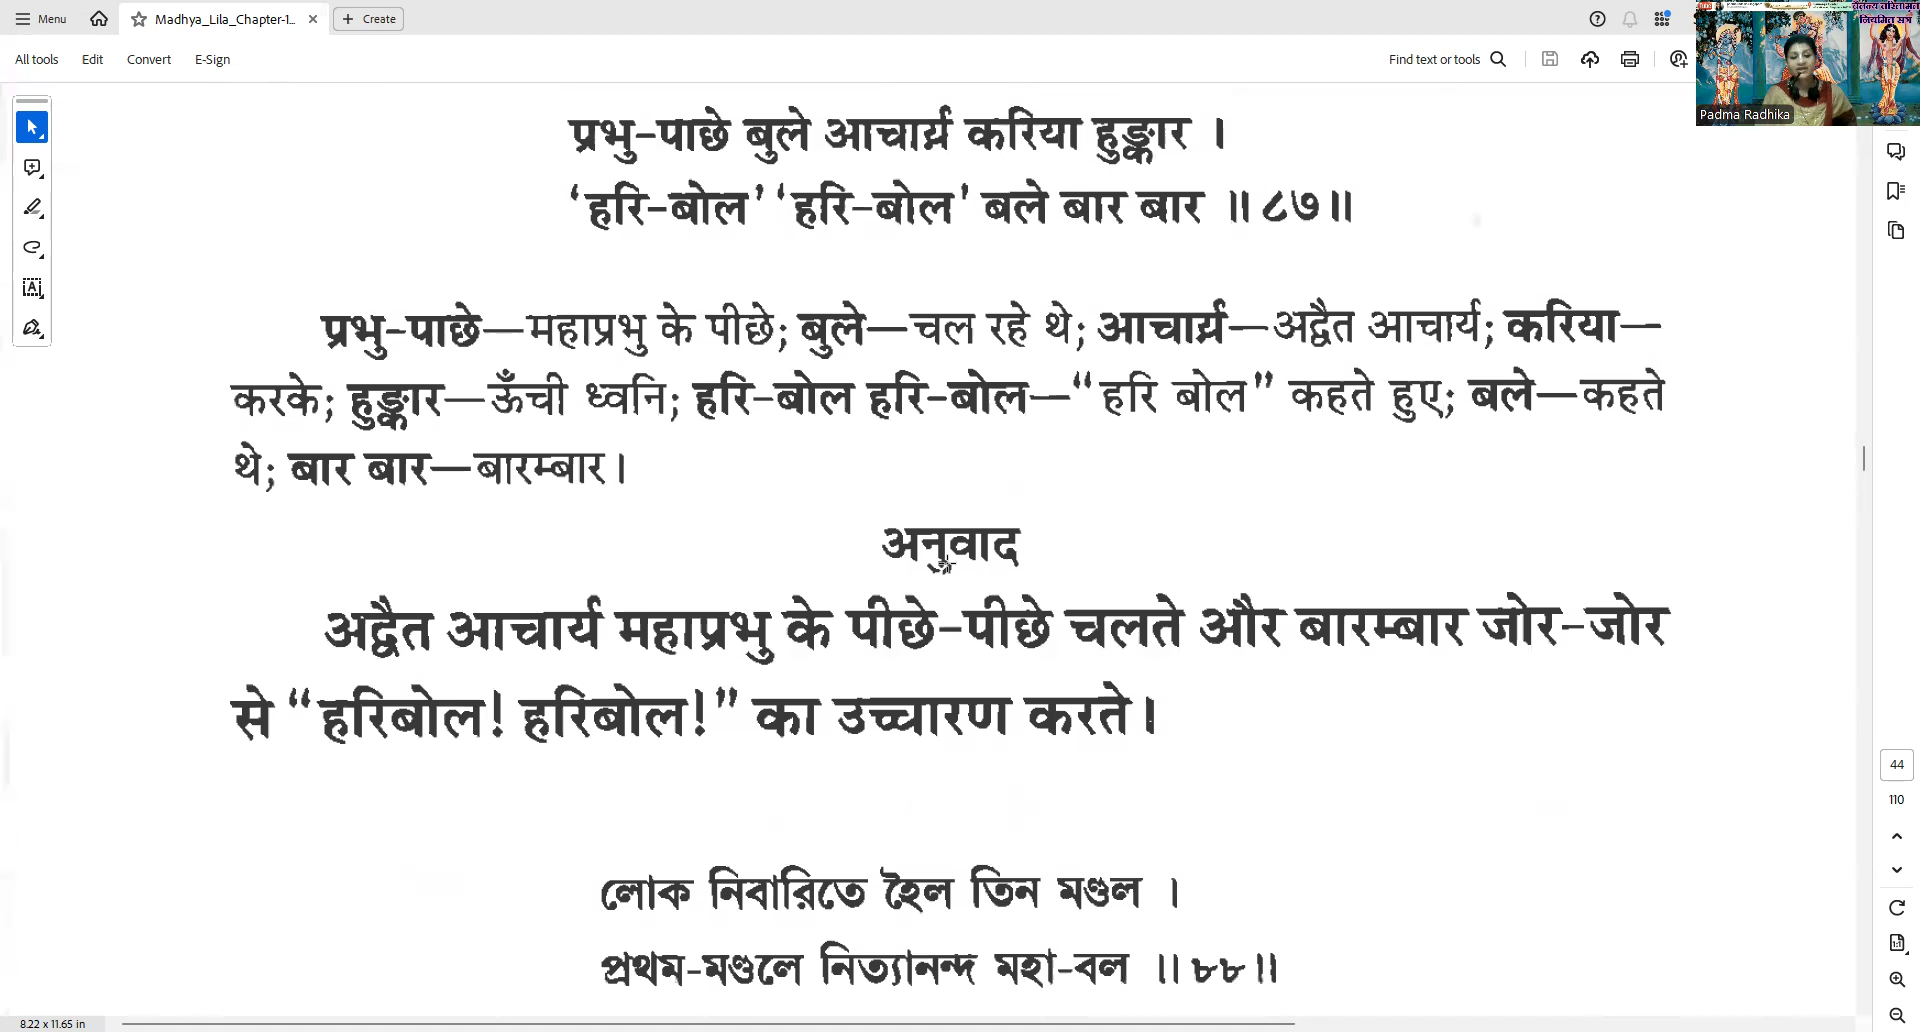 Menu
Madhya_Lila_Chapter-1...
Create
All tools
Edit
Convert
E-Sign
Find text or tools
नियमित सत्र
Padma Radhika
प्रभु-पाछे बुले आचार्य़ करिया हुङ्कार ।
‘हरि-बोल’ ‘हरि-बोल’ बले बार बार ॥ ८७॥
प्रभु-पाछे—महाप्रभु के पीछे; बुले—चल रहे थे; आचार्य़—अद्वैत आचार्य; करिया—
करके; हुङ्कार—ऊँची ध्वनि; हरि-बोल हरि-बोल—“हरि बोल” कहते हुए; बले—कहते
थे; बार बार—बारम्बार।
अनुवाद
अद्वैत आचार्य महाप्रभु के पीछे-पीछे चलते और बारम्बार जोर-जोर
से “हरिबोल! हरिबोल!” का उच्चारण करते।
লোক নিবারিতে হৈল তিন মণ্ডল ।
প্রথম-মণ্ডলে নিত্যানন্দ মহা-বল ॥ ৮৮॥
44
110
8.22 x 11.65 in